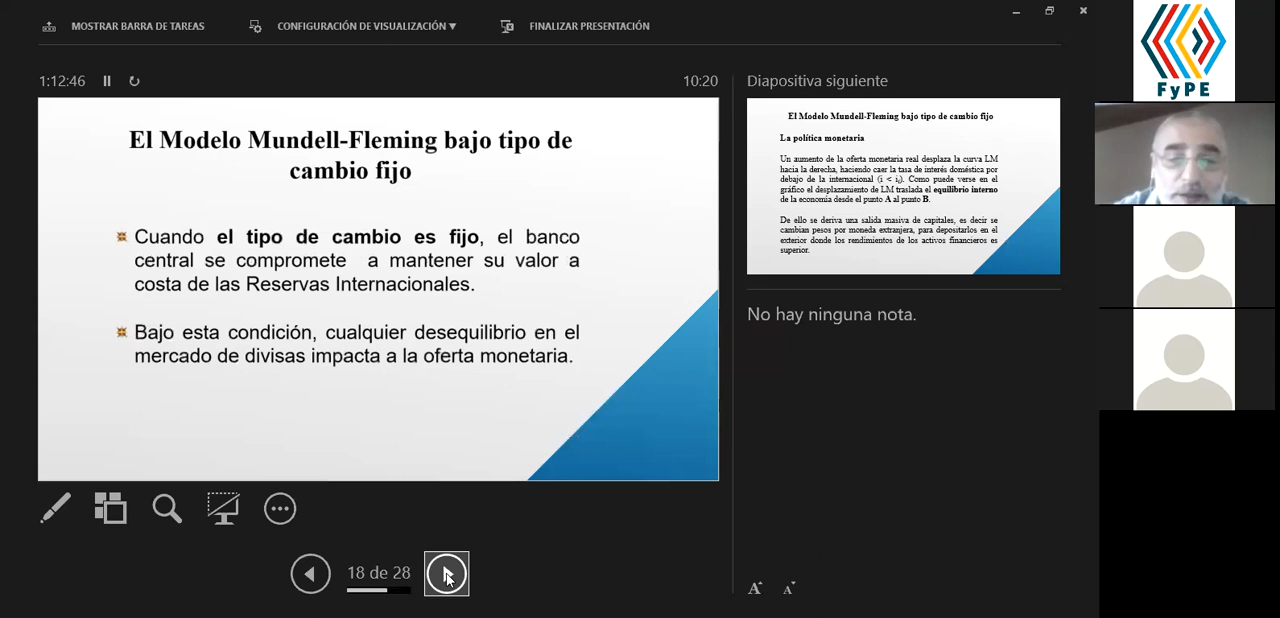 MOSTRAR BARRA DE TAREAS
CONFIGURACIÓN DE VISUALIZACIÓN ▼
FINALIZAR PRESENTACIÓN
1:12:46
10:20
El Modelo Mundell-Fleming bajo tipo de
cambio fijo
Cuando el tipo de cambio es fijo, el banco
central se compromete a mantener su valor a
costa de las Reservas Internacionales.
Bajo esta condición, cualquier desequilibrio en el
mercado de divisas impacta a la oferta monetaria.
18 de 28
Diapositiva siguiente
El Modelo Mundell-Fleming bajo tipo de cambio fijo
La política monetaria
Un aumento de la oferta monetaria real desplaza la curva LM
hacia la derecha, haciendo caer la tasa de interés doméstica por
debajo de la internacional (i < i
). Como puede verse en el
gráfico el desplazamiento de LM traslada el equilibrio interno
de la economía desde el punto A al punto B.
De ello se deriva una salida masiva de capitales, es decir se
cambian pesos por moneda extranjera, para depositarlos en el
exterior donde los rendimientos de los activos financieros es
superior.
No hay ninguna nota.
A A
FyPE